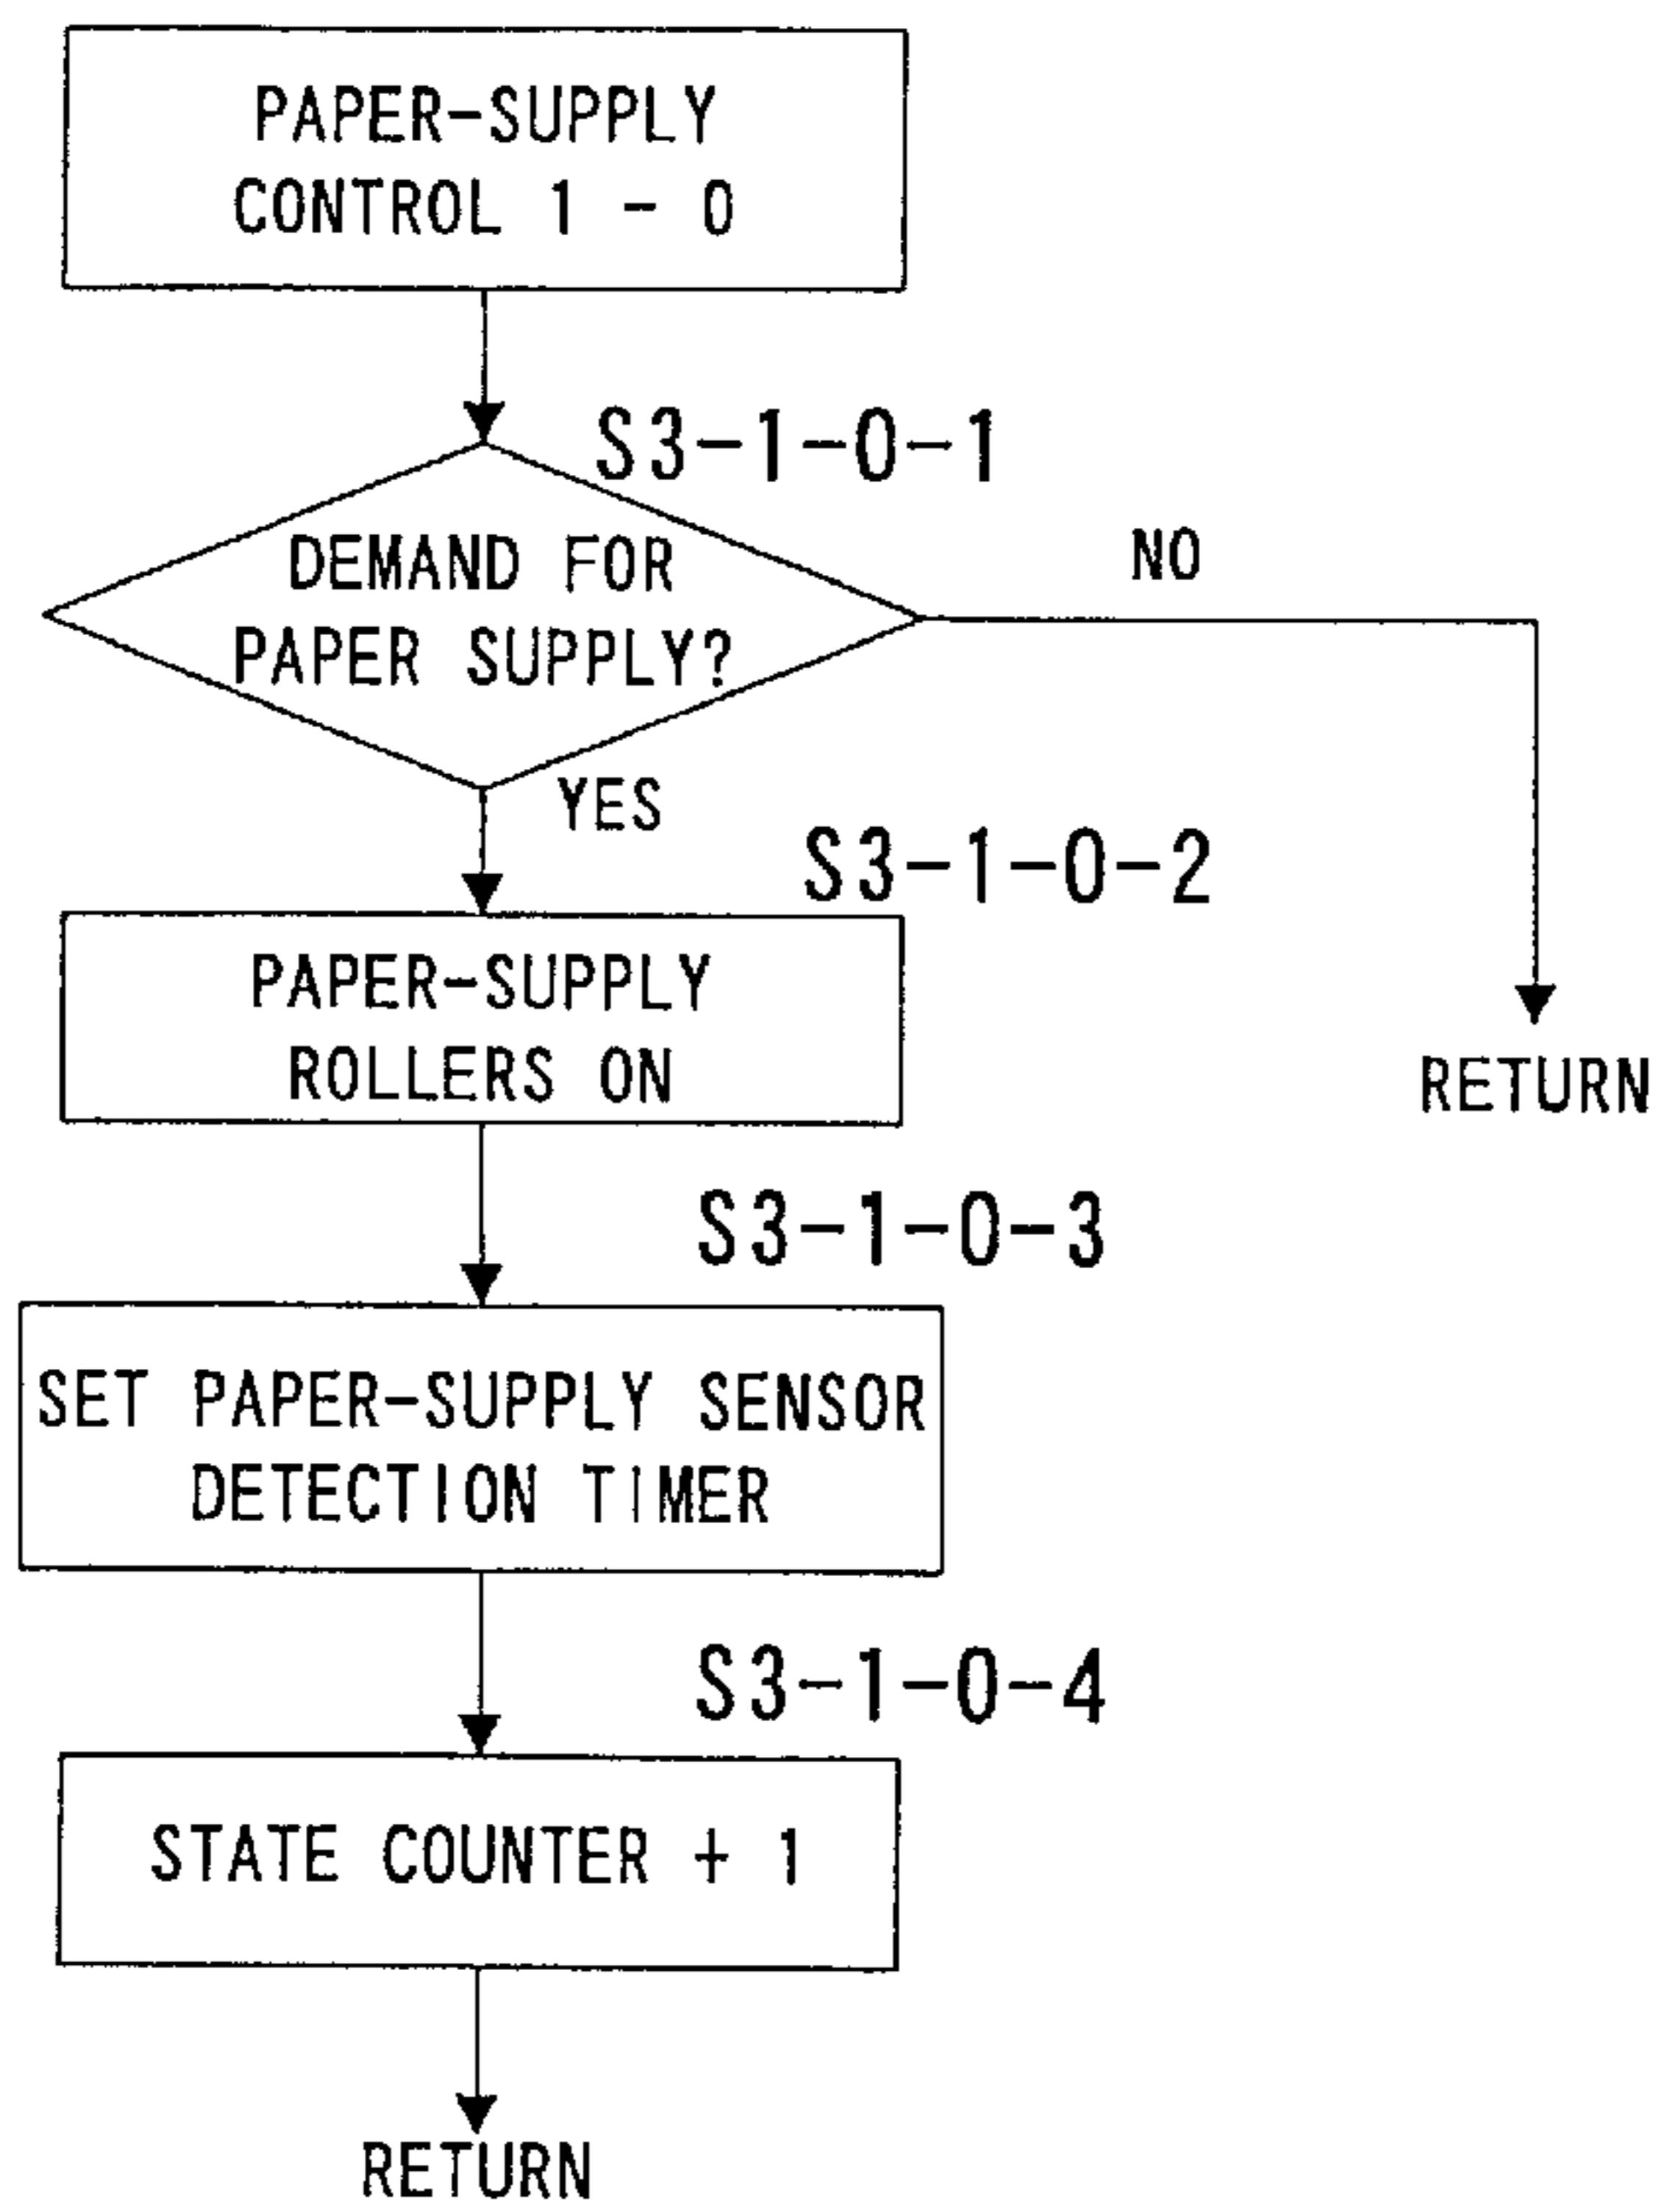 PAPER-SUPPLY
CONTROL 1 - 0
S3-1-0-1
DEMAND FOR
PAPER SUPPLY?
NO
YES
S3-1-0-2
PAPER-SUPPLY
ROLLERS ON
RETURN
S3-1-0-3
SET PAPER-SUPPLY SENSOR
DETECTION TIMER
S3-1-0-4
STATE COUNTER + 1
RETURN